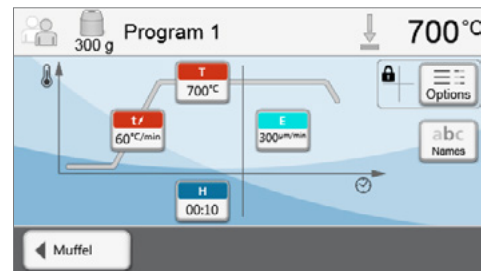 300 g
Program 1
700°C
T
700°C
Options
t
60°C/min
E
300µm/min
abc
Names
H
00:10
Muffel